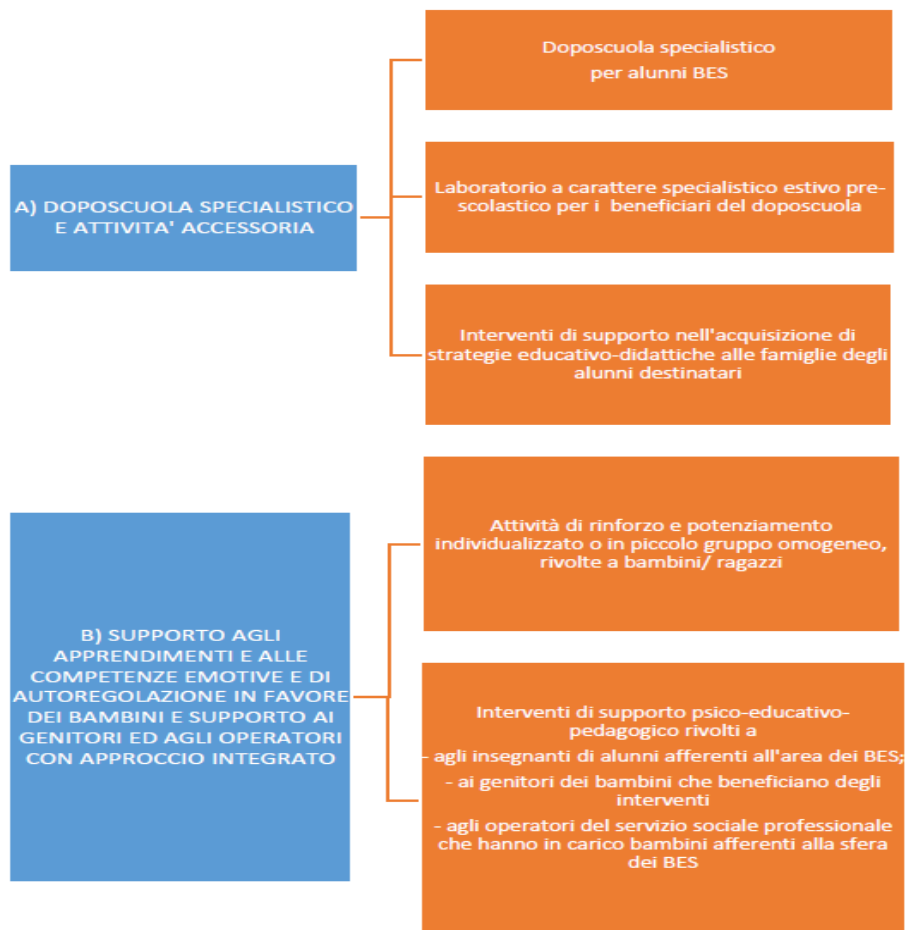 A) DOPOSCUOLA SPECIALISTICO
E ATTIVITA' ACCESSORIA
Doposcuola specialistico
per alunni BES
Laboratorio a carattere specialistico estivo pre-
scolastico per i beneficiari del doposcuola
Interventi di supporto nell'acquisizione di
strategie educativo-didattiche alle famiglie degli
alunni destinatari
B) SUPPORTO AGLI
APPRENDIMENTI E ALLE
COMPETENZE EMOTIVE E DI
AUTOREGOLAZIONE IN FAVORE
DEI BAMBINI E SUPPORTO AI
GENITORI ED AGLI OPERATORI
CON APPROCCIO INTEGRATO
Attività di rinforzo e potenziamento
individualizzato o in piccolo gruppo omogeneo,
rivolte a bambini/ ragazzi
Interventi di supporto psico-educativo-
pedagogico rivolti a
- agli insegnanti di alunni afferenti all'area dei BES;
- ai genitori dei bambini che beneficiano degli
interventi
- agli operatori del servizio sociale professionale
che hanno in carico bambini afferenti alla sfera
dei BES